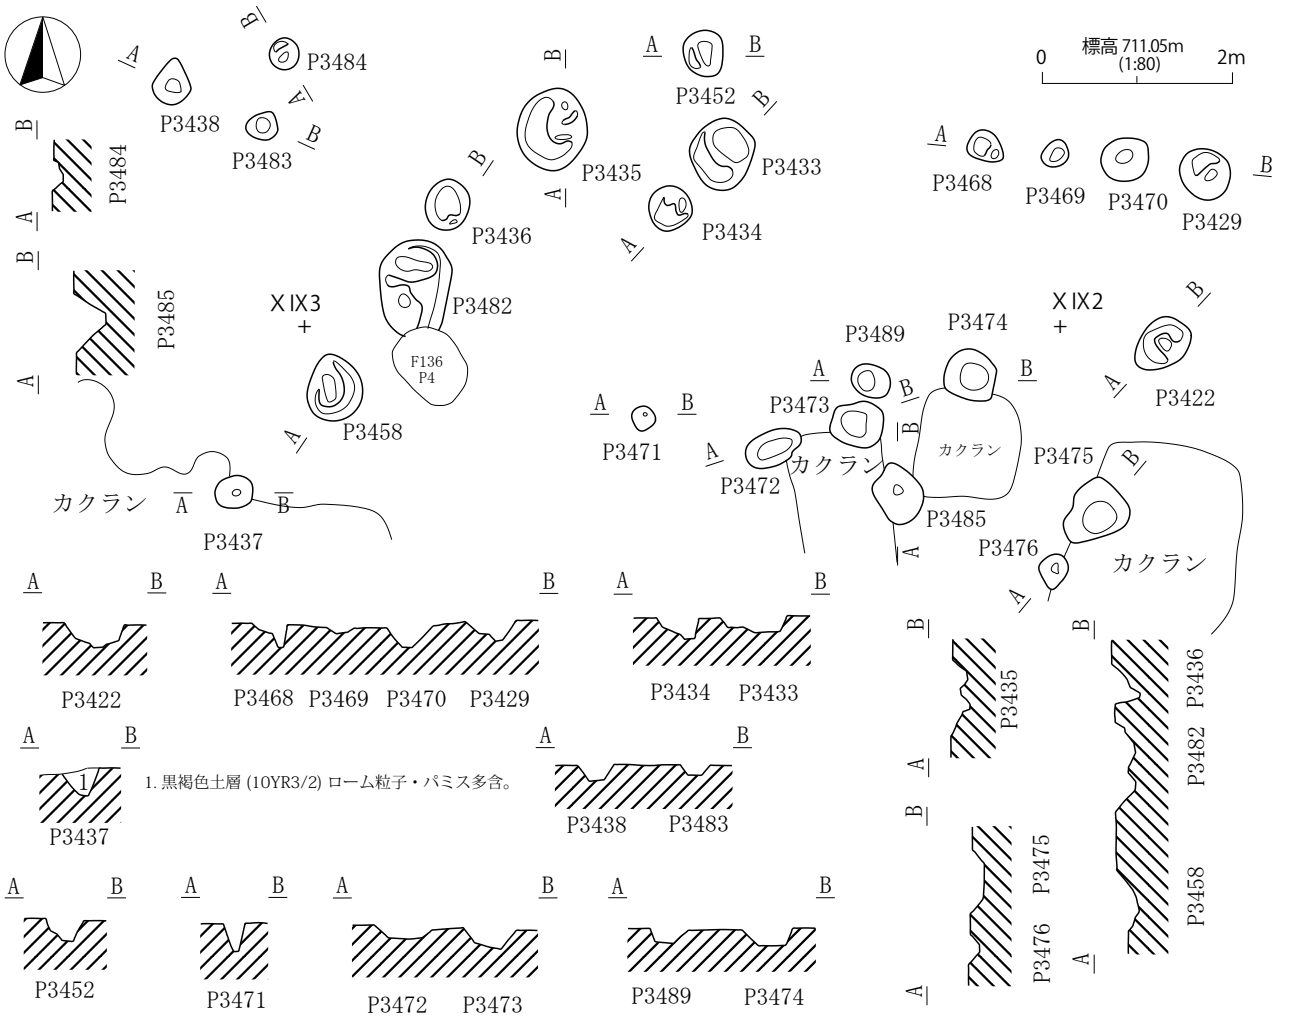 B
A
P3438
P3484
A
P3483
B
B
P3484
A
B
P3485
A
B
P3435
A
A
B
P3452
B
P3433
P3434
A
標高 711.05m
(1:80)
0
2m
A
P3468
P3469
P3470
P3429
B
B
P3436
P3482
F136
P4
XⅨ3
+
P3458
A
XⅨ2
+
B
P3422
A
P3489
A
B
P3474
B
P3473
B
A
B
P3471
A
P3472
カクラン
カクラン
P3485
A
P3475
B
P3476
A
カクラン
カクラン
A
B
P3437
A
B
P3422
A
B
P3468
P3469
P3470
P3429
A
B
P3434
P3433
B
P3435
A
B
P3436
P3482
P3458
A
A
B
1
P3437
1. 黒褐色土層 (10YR3/2) ローム粒子・パミス多含。
A
B
P3438
P3483
B
P3475
P3476
A
A
B
P3452
A
B
P3471
A
B
P3472
P3473
A
B
P3489
P3474